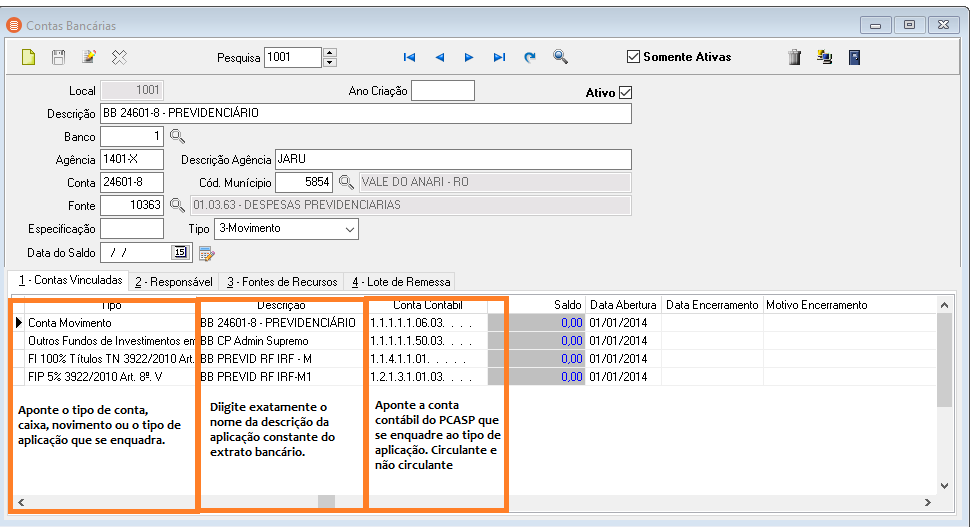 Contas Bancárias
Pesquisa 1001 Somente Ativas
Local 1001 Ano Criação Ativo
Descrição BB 24601-8 - PREVIDENCIÁRIO
Banco 1
Agência 1401-X Descrição Agência JARU
Conta 24601-8 Cód. Munícipio 5854 VALE DO ANARI - RO
Fonte 10363 01.03.63 - DESPESAS PREVIDENCIARIAS
Especificação Tipo 3-Movimento
Data do Saldo / / 15
1 - Contas Vinculadas 2 - Responsável 3 - Fontes de Recursos 4 - Lote de Remessa
Tipo Descrição Conta Contábil Saldo Data Abertura Data Encerramento Motivo Encerramento
Conta Movimento BB 24601-8 - PREVIDENCIÁRIO 1.1.1.1.1.06.03. . . . 0,00 01/01/2014
Outros Fundos de Investimentos em BB CP Admin Supremo 1.1.1.1.1.50.03. . . . 0,00 01/01/2014
FI 100% Títulos TN 3922/2010 Art. BB PREVID RF IRF - M 1.1.4.1.1.01. . . . . 0,00 01/01/2014
FIP 5% 3922/2010 Art. 8º. V BB PREVID RF IRF-M1 1.2.1.3.1.01.03. . . . 0,00 01/01/2014
Aponte o tipo de conta,
caixa, novimento ou o tipo de
aplicação que se enquadra.
Diigite exatamente o
nome da descrição da
aplicação constante do
extrato bancário.
Aponte a conta
contábil do PCASP que
se enquadre ao tipo de
aplicação. Circulante e
não circulante